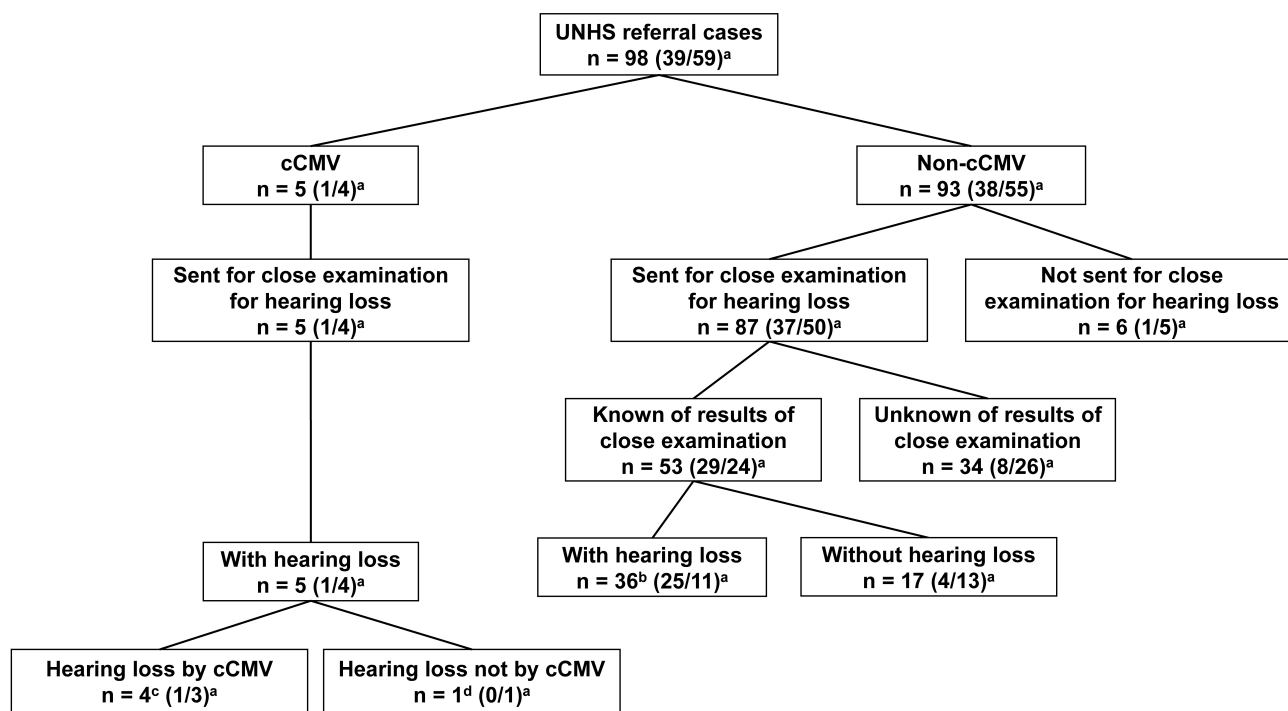 UNHS referral cases
n = 98 (39/59)ᵃ
cCMV
n = 5 (1/4)ᵃ
Non-cCMV
n = 93 (38/55)ᵃ
Sent for close examination
for hearing loss
n = 5 (1/4)ᵃ
Sent for close examination
for hearing loss
n = 87 (37/50)ᵃ
Not sent for close
examination for hearing loss
n = 6 (1/5)ᵃ
Known of results of
close examination
n = 53 (29/24)ᵃ
Unknown of results of
close examination
n = 34 (8/26)ᵃ
With hearing loss
n = 5 (1/4)ᵃ
With hearing loss
n = 36ᵇ (25/11)ᵃ
Without hearing loss
n = 17 (4/13)ᵃ
Hearing loss by cCMV
n = 4ᶜ (1/3)ᵃ
Hearing loss not by cCMV
n = 1ᵈ (0/1)ᵃ